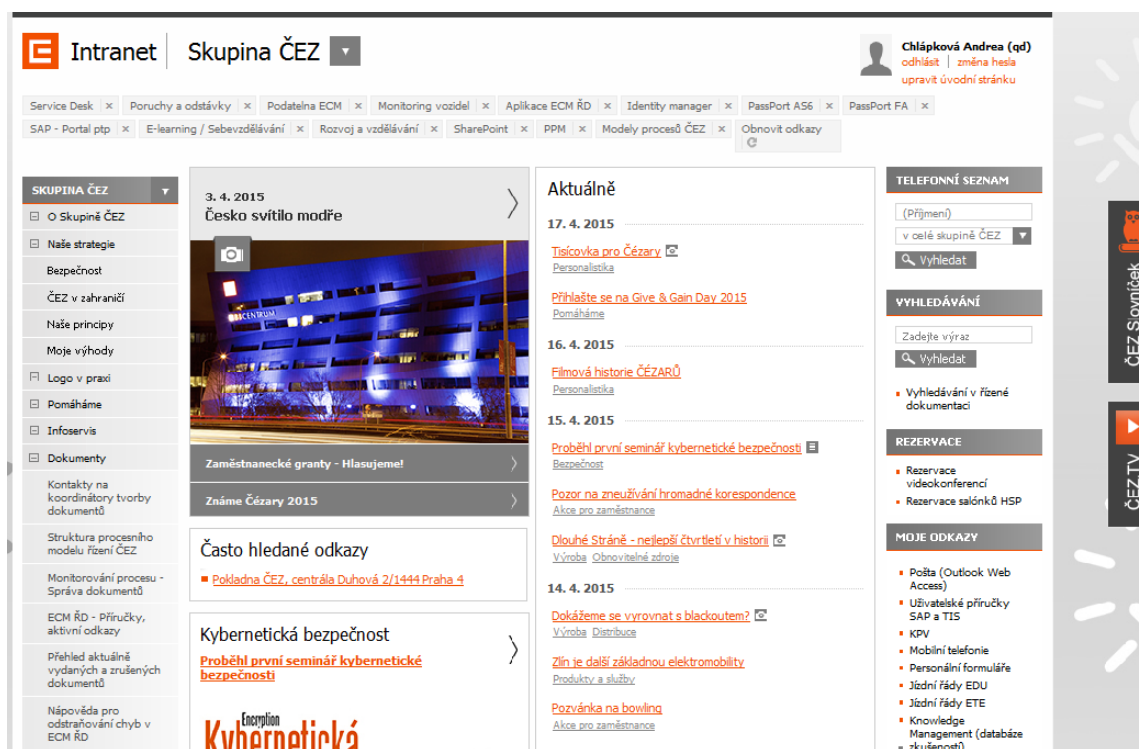 Intranet
Skupina ČEZ
Chlápková Andrea (qd)
odhlásit
změna hesla
upravit úvodní stránku
Service Desk
Poruchy a odstávky
Podatelna ECM
Monitoring vozidel
Aplikace ECM ŘD
Identity manager
PassPort AS6
PassPort FA
SAP - Portal ptp
E-learning / Sebevzdělávání
Rozvoj a vzdělávání
SharePoint
PPM
Modely procesů ČEZ
Obnovit odkazy
SKUPINA ČEZ
O Skupině ČEZ
Naše strategie
Bezpečnost
ČEZ v zahraničí
Naše principy
Moje výhody
Logo v praxi
Pomáháme
Infoservis
Dokumenty
Kontakty na
koordinátory tvorby
dokumentů
Struktura procesního
modelu řízení ČEZ
Monitorování procesu -
Správa dokumentů
ECM ŘD - Příručky,
aktivní odkazy
Přehled aktuálně
vydaných a zrušených
dokumentů
Nápověda pro
odstraňování chyb v
ECM ŘD
3. 4. 2015
Česko svítilo modře
CENTRUM
Zaměstnanecké granty - Hlasujeme!
Známe Čézary 2015
Často hledané odkazy
Pokladna ČEZ, centrála Duhová 2/1444 Praha 4
Kybernetická bezpečnost
Proběhl první seminář kybernetické
bezpečnosti
Encryption
Kybernetická
Aktuálně
17. 4. 2015
Tisícovka pro Čézary
Personalistika
Přihlašte se na Give & Gain Day 2015
Pomáháme
16. 4. 2015
Filmová historie ČÉZARŮ
Personalistika
15. 4. 2015
Proběhl první seminář kybernetické bezpečnosti
Bezpečnost
Pozor na zneužívání hromadné korespondence
Akce pro zaměstnance
Dlouhé Stráně - nejlepší čtvrtletí v historii
Výroba Obnovitelné zdroje
14. 4. 2015
Dokážeme se vyrovnat s blackoutem?
Výroba Distribuce
Zlín je další základnou elektromobility
Produkty a služby
Pozvánka na bowling
Akce pro zaměstnance
TELEFONNÍ SEZNAM
(Příjmení)
v celé skupině ČEZ
Vyhledat
VYHLEDÁVÁNÍ
Zadejte výraz
Vyhledat
Vyhledávání v řízené
dokumentaci
REZERVACE
Rezervace
videokonferencí
Rezervace salónků HSP
MOJE ODKAZY
Pošta (Outlook Web
Access)
Uživatelské příručky
SAP a TIS
KPV
Mobilní telefonie
Personální formuláře
Jízdní řády EDU
Jízdní řády ETE
Knowledge
Management (databáze
zkušeností)
ČEZ Slovníček
ČEZ TV